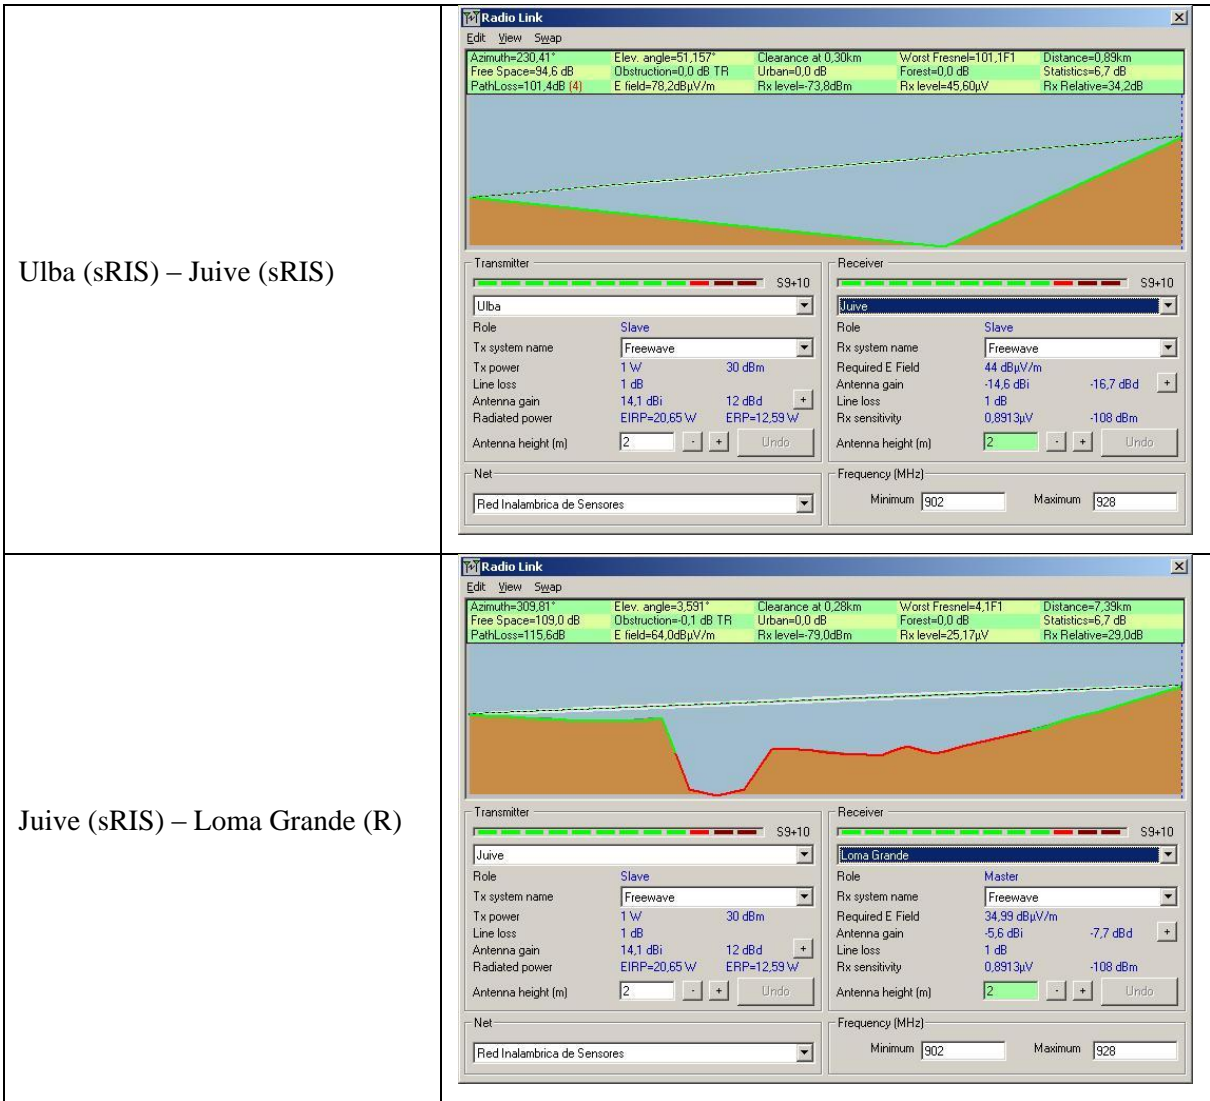 Ulba (sRIS) – Juive (sRIS)
Radio Link
Edit View Swap
Azimuth=230,41° Elev. angle=51,157° Clearance at 0,30km Worst Fresnel=101,1F1 Distance=0,89km
Free Space=94,6 dB Obstruction=0,0 dB TR Urban=0,0 dB Forest=0,0 dB Statistics=6,7 dB
PathLoss=101,4dB (4) E field=78,2dBµV/m Rx level=-73,8dBm Rx level=45,60µV Rx Relative=34,2dB
Transmitter Receiver
S9+10 S9+10
Ulba Juive
Role Slave Role Slave
Tx system name Freewave Rx system name Freewave
Tx power 1 W 30 dBm Required E Field 44 dBµV/m
Line loss 1 dB Antenna gain -14,6 dBi -16,7 dBd +
Antenna gain 14,1 dBi 12 dBd + Line loss 1 dB
Radiated power EIRP=20,65 W ERP=12,59 W Rx sensitivity 0,8913µV -108 dBm
Antenna height (m) 2 - + Undo Antenna height (m) 2 - + Undo
Net Frequency (MHz)
Red Inalambrica de Sensores Minimum 902 Maximum 928
Juive (sRIS) – Loma Grande (R)
Radio Link
Edit View Swap
Azimuth=309,81° Elev. angle=3,591° Clearance at 0,28km Worst Fresnel=4,1F1 Distance=7,39km
Free Space=109,0 dB Obstruction=-0,1 dB TR Urban=0,0 dB Forest=0,0 dB Statistics=6,7 dB
PathLoss=115,6dB E field=64,0dBµV/m Rx level=-79,0dBm Rx level=25,17µV Rx Relative=29,0dB
Transmitter Receiver
S9+10 S9+10
Juive Loma Grande
Role Slave Role Master
Tx system name Freewave Rx system name Freewave
Tx power 1 W 30 dBm Required E Field 34,99 dBµV/m
Line loss 1 dB Antenna gain -5,6 dBi -7,7 dBd +
Antenna gain 14,1 dBi 12 dBd + Line loss 1 dB
Radiated power EIRP=20,65 W ERP=12,59 W Rx sensitivity 0,8913µV -108 dBm
Antenna height (m) 2 - + Undo Antenna height (m) 2 - + Undo
Net Frequency (MHz)
Red Inalambrica de Sensores Minimum 902 Maximum 928